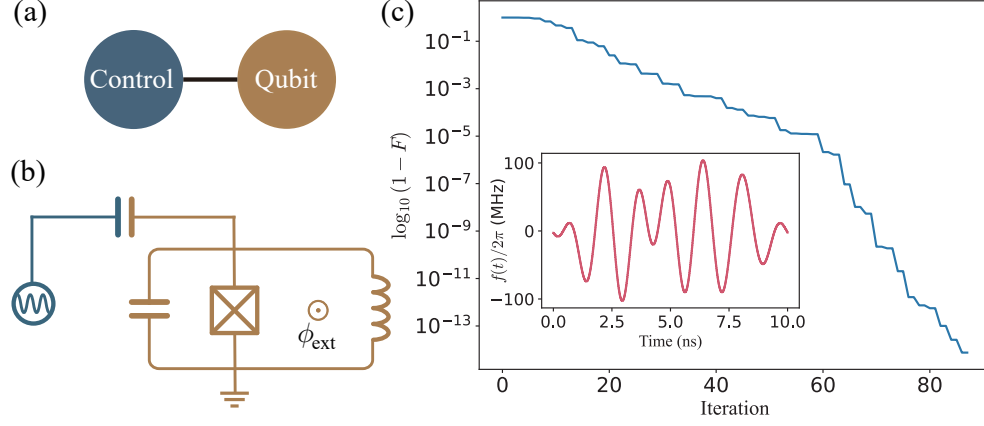 (a)
Control
Qubit
(b)
ϕext
(c)
log10 (1 − F)
10−1
10−3
10−5
10−7
10−9
10−11
10−13
0
20
40
60
80
Iteration
f(t)/2π (MHz)
100
0
−100
0.0
2.5
5.0
7.5
10.0
Time (ns)